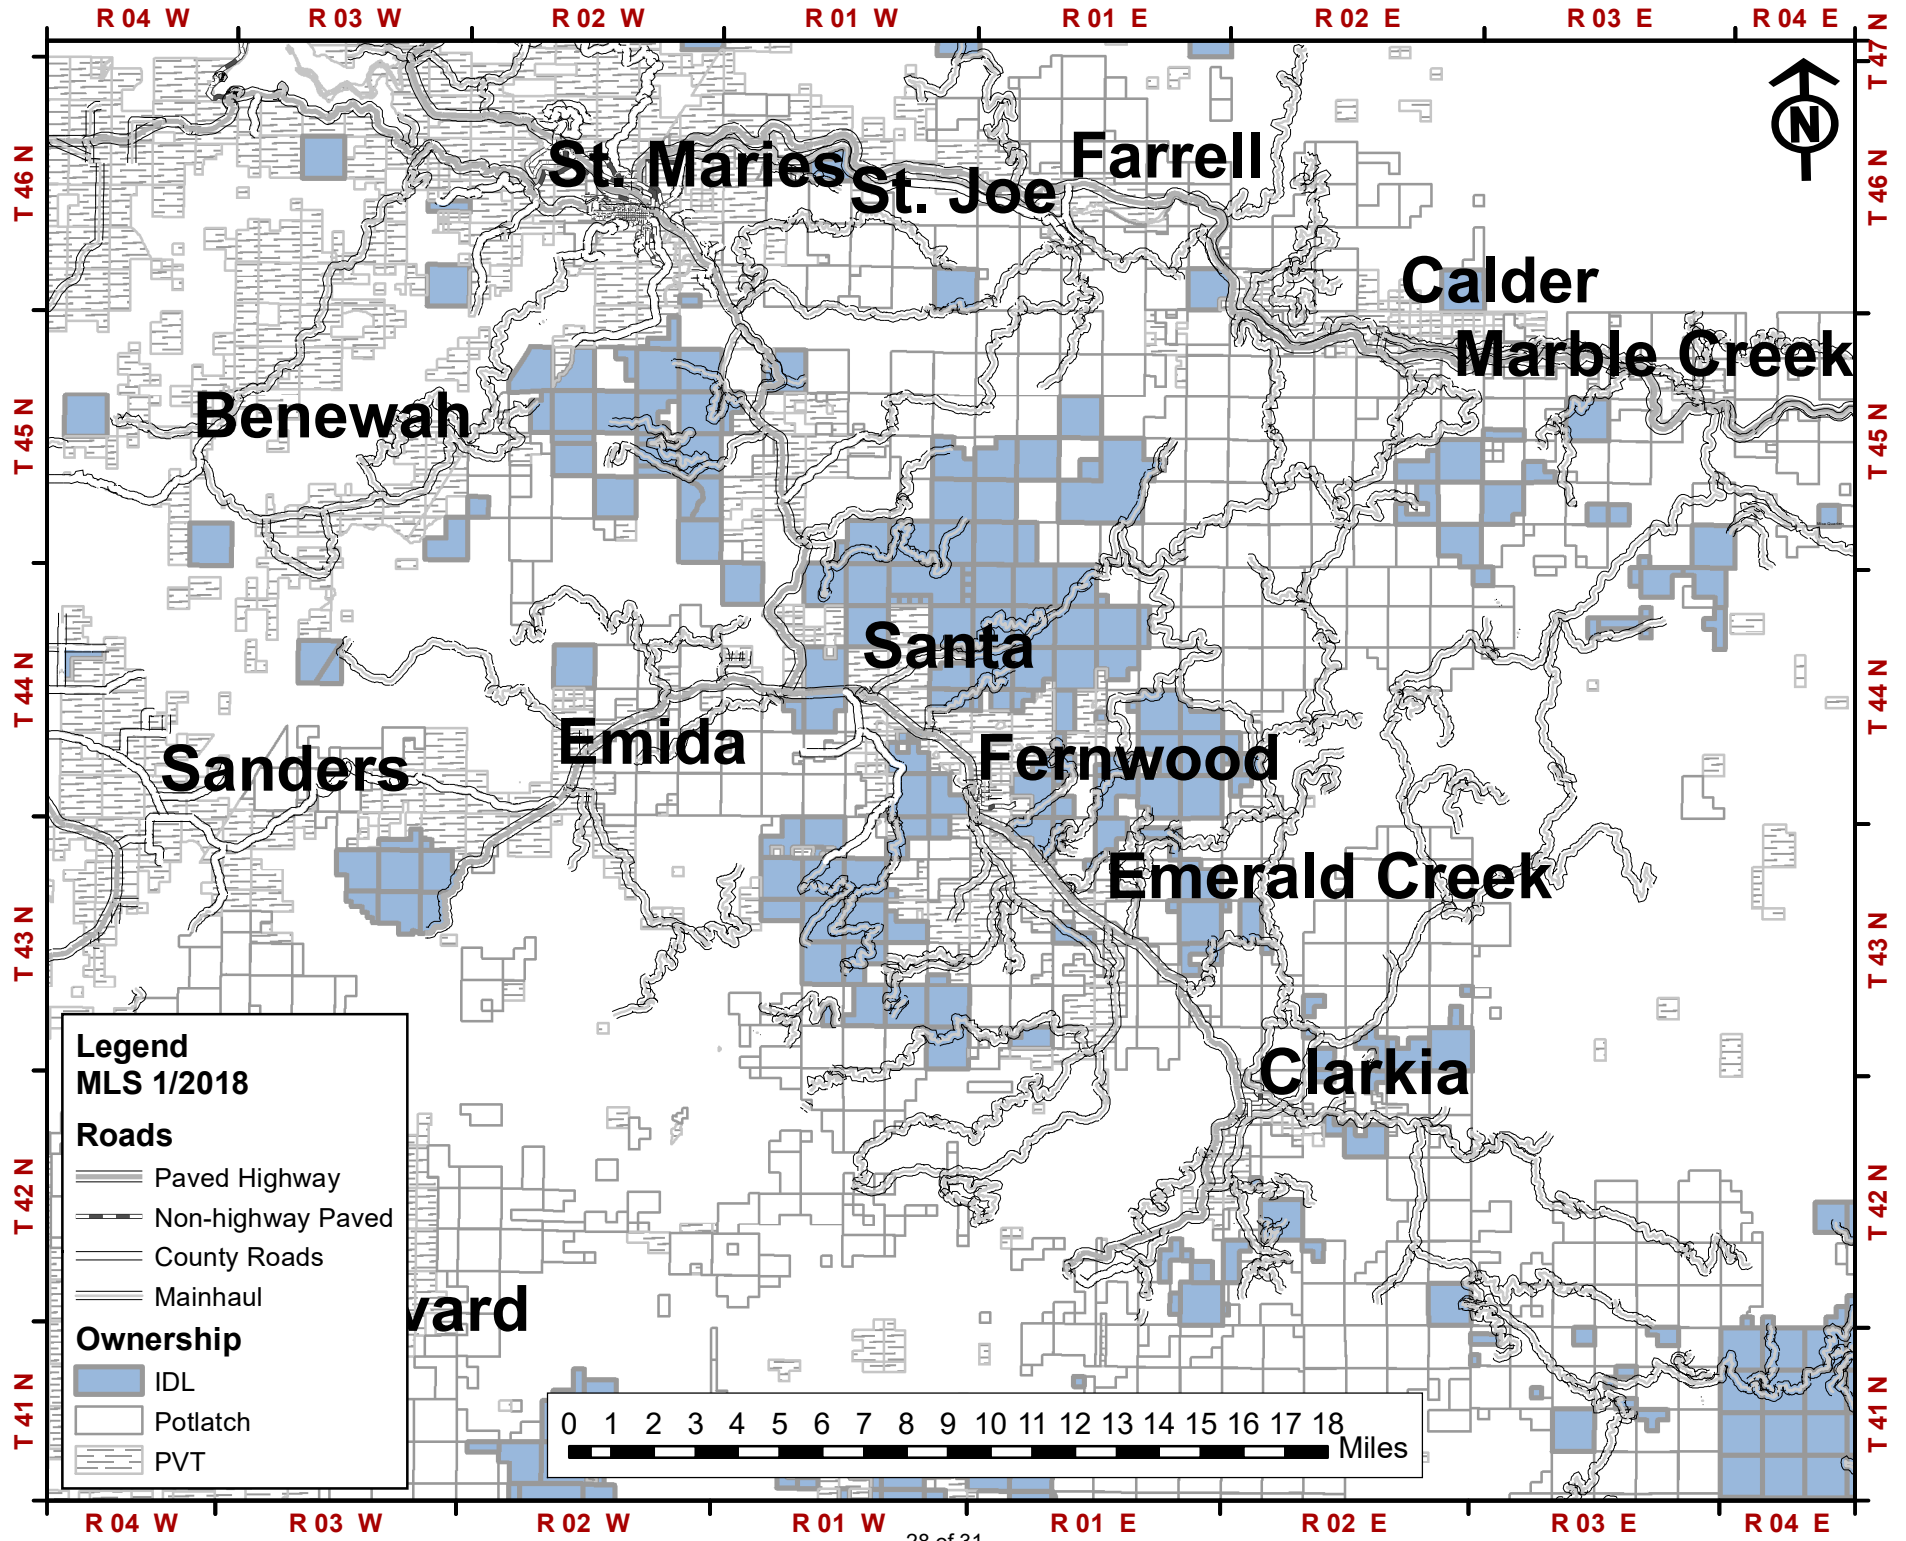 R 04 W R 03 W R 02 W R 01 W R 01 E R 02 E R 03 E R 04 E
T 47 N
T 46 N
T 46 N
St. Maries
St. Joe
Farrell
Calder
Marble Creek
Benewah
T 45 N
T 45 N
Santa
T 44 N
T 44 N
Emida
Sanders
Fernwood
Emerald Creek
T 43 N
T 43 N
Clarkia
Legend
MLS 1/2018
Roads
Paved Highway
Non-highway Paved
County Roads
Mainhaul
Ownership
IDL
Potlatch
PVT
T 42 N
T 42 N
vard
T 41 N
T 41 N
0 1 2 3 4 5 6 7 8 9 10 11 12 13 14 15 16 17 18
Miles
R 04 W R 03 W R 02 W R 01 W R 01 E R 02 E R 03 E R 04 E
28 of 31
N